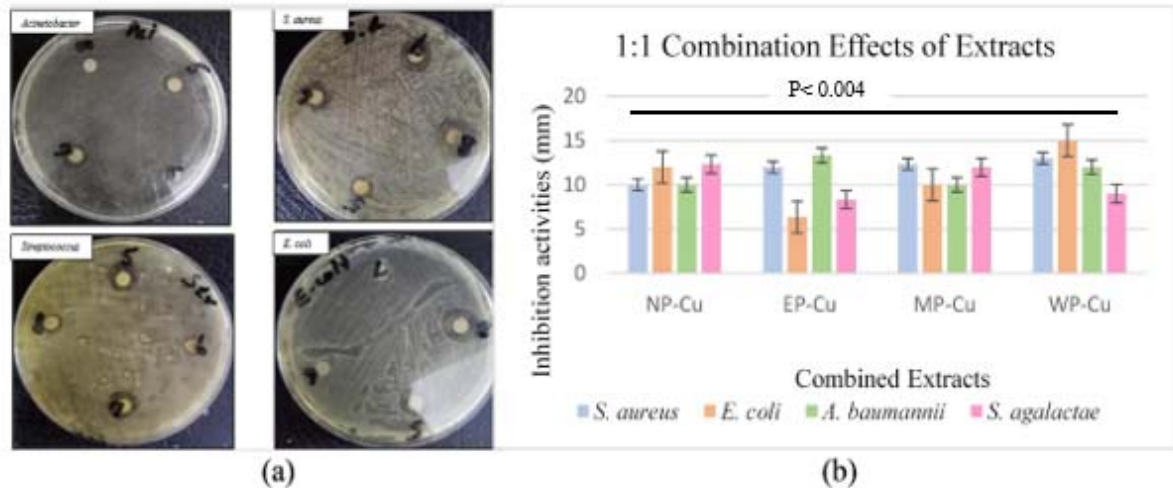 Acinetobacter
S. aureus
Streptococcus
E. coli
E-coli
(a)
1:1 Combination Effects of Extracts
P< 0.004
Inhibition activities (mm)
20
15
10
5
0
NP-Cu EP-Cu MP-Cu WP-Cu
Combined Extracts
S. aureus E. coli A. baumannii S. agalactae
(b)